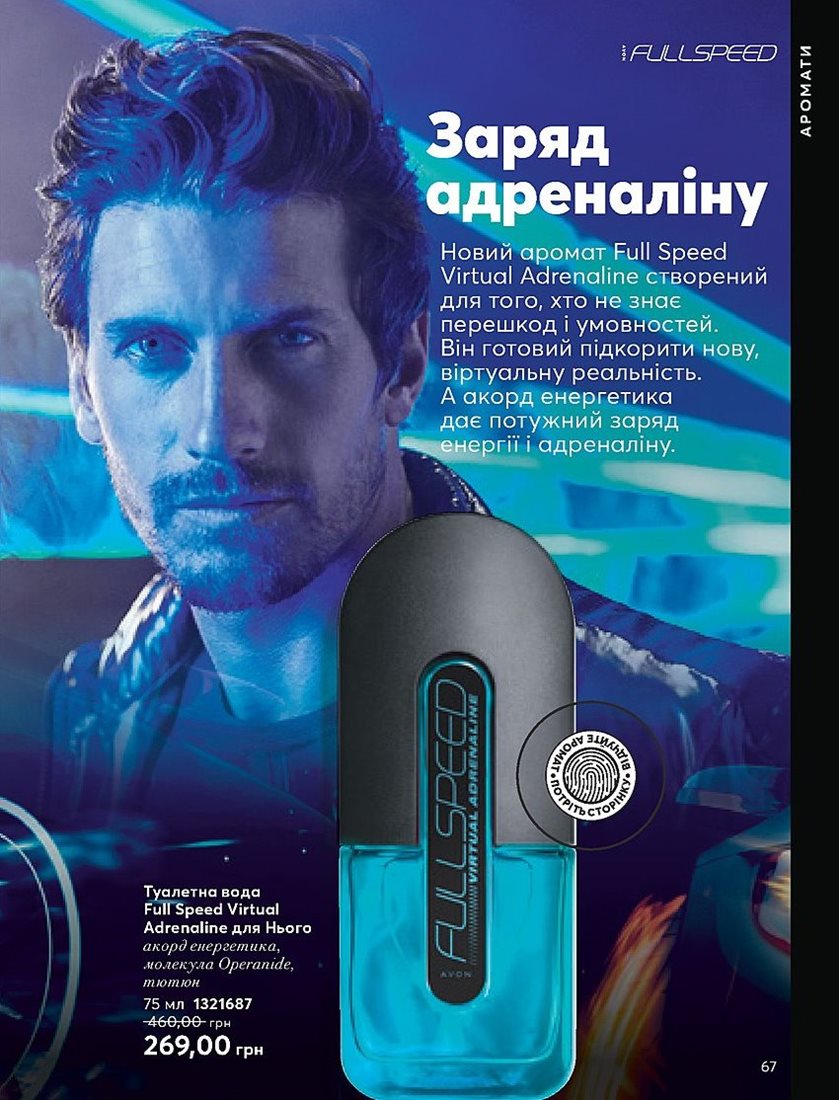 AVON FULLSPEED
АРОМАТИ
Заряд
адреналіну
Новий аромат Full Speed
Virtual Adrenaline створений
для того, хто не знає
перешкод і умовностей.
Він готовий підкорити нову,
віртуальну реальність.
А акорд енергетика
дає потужний заряд
енергії і адреналіну.
FULLSPEED
VIRTUAL ADRENALINE
AVON
ВІДЧУЙТЕ АРОМАТ • ПОТРІТЬ СТОРІНКУ •
Туалетна вода
Full Speed Virtual
Adrenaline для Нього
акорд енергетика,
молекула Operanide,
тютюн
75 мл 1321687
460,00 грн
269,00 грн
67